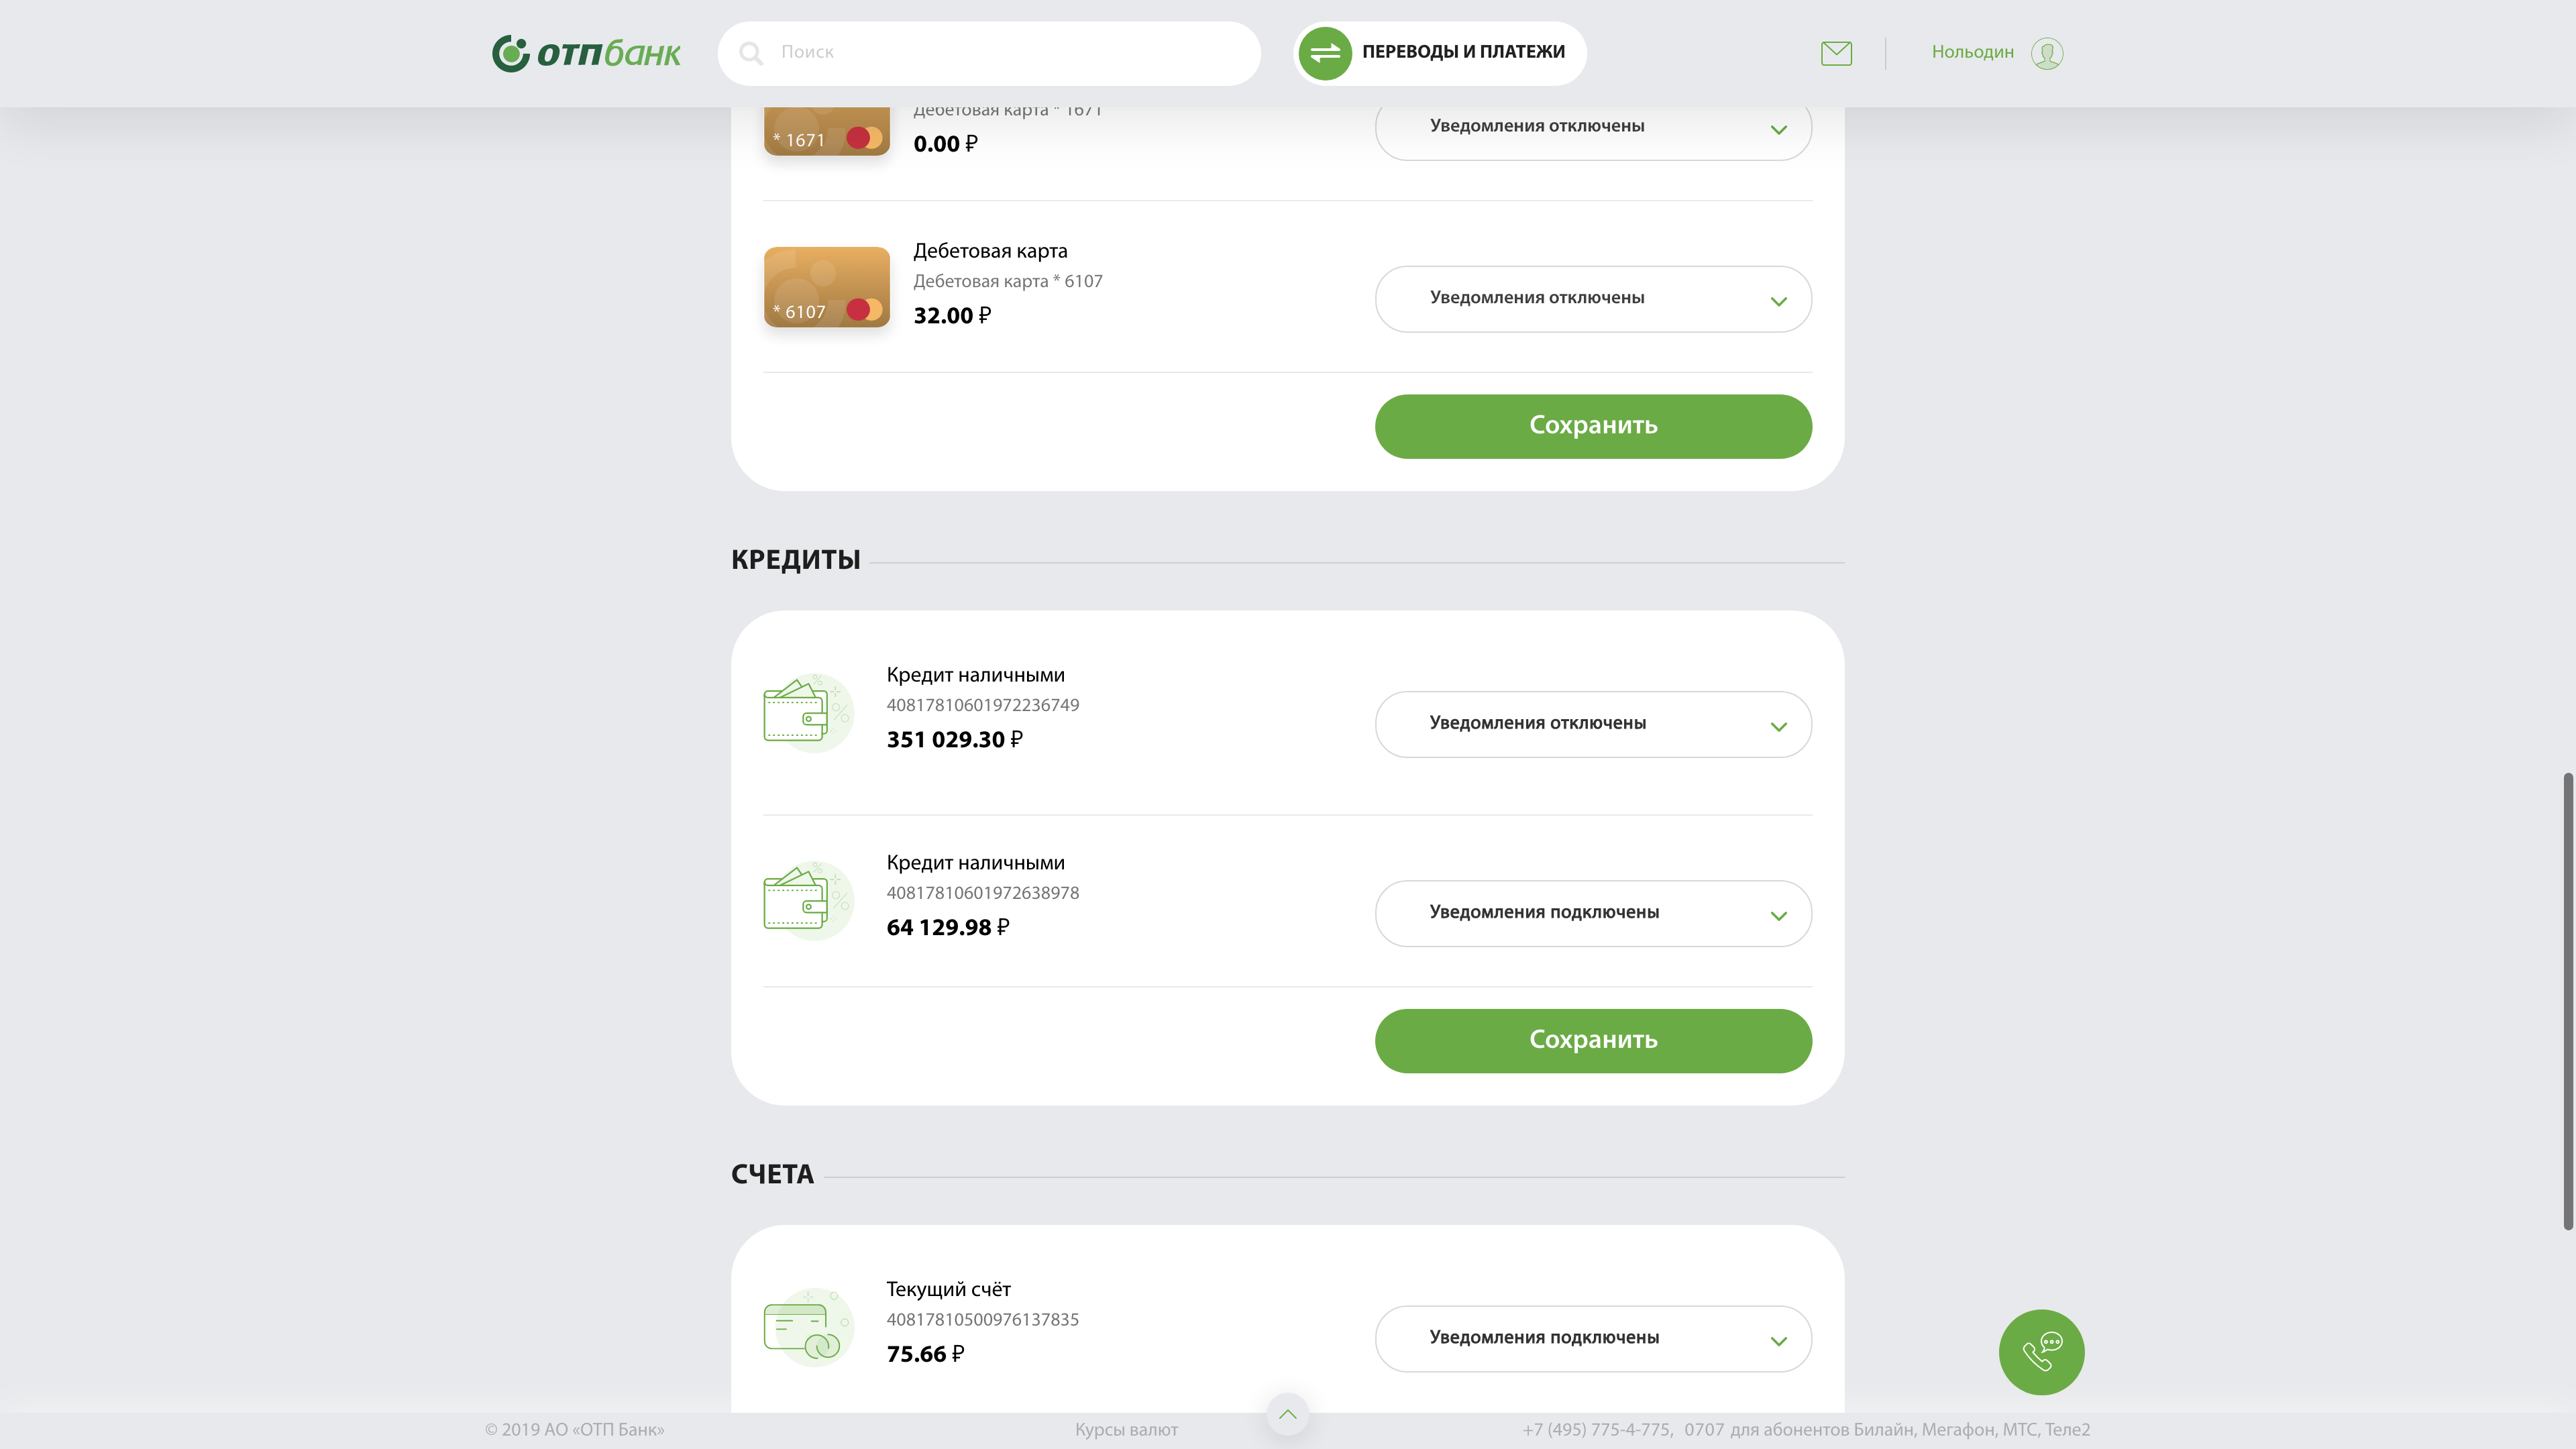 отпбанк
Поиск
ПЕРЕВОДЫ И ПЛАТЕЖИ
Нольодин
Дебетовая карта * 1671
* 1671
0.00 ₽
Уведомления отключены
Дебетовая карта
Дебетовая карта * 6107
* 6107
32.00 ₽
Уведомления отключены
Сохранить
КРЕДИТЫ
Кредит наличными
40817810601972236749
351 029.30 ₽
Уведомления отключены
Кредит наличными
40817810601972638978
64 129.98 ₽
Уведомления подключены
Сохранить
СЧЕТА
Текущий счёт
40817810500976137835
75.66 ₽
Уведомления подключены
© 2019 АО «ОТП Банк»
Курсы валют
+7 (495) 775-4-775, 0707 для абонентов Билайн, Мегафон, МТС, Теле2